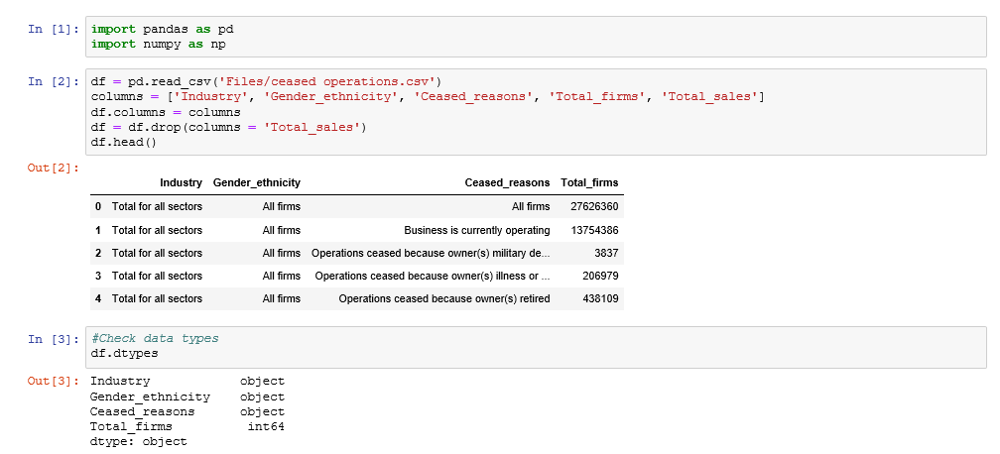 In [1]: import pandas as pd
import numpy as np
In [2]: df = pd.read_csv('Files/ceased operations.csv')
columns = ['Industry', 'Gender_ethnicity', 'Ceased_reasons', 'Total_firms', 'Total_sales']
df.columns = columns
df = df.drop(columns = 'Total_sales')
df.head()
Out[2]:
Industry Gender_ethnicity Ceased_reasons Total_firms
0 Total for all sectors All firms All firms 27626360
1 Total for all sectors All firms Business is currently operating 13754386
2 Total for all sectors All firms Operations ceased because owner(s) military de... 3837
3 Total for all sectors All firms Operations ceased because owner(s) illness or ... 206979
4 Total for all sectors All firms Operations ceased because owner(s) retired 438109
In [3]: #Check data types
df.dtypes
Out[3]: Industry object
Gender_ethnicity object
Ceased_reasons object
Total_firms int64
dtype: object